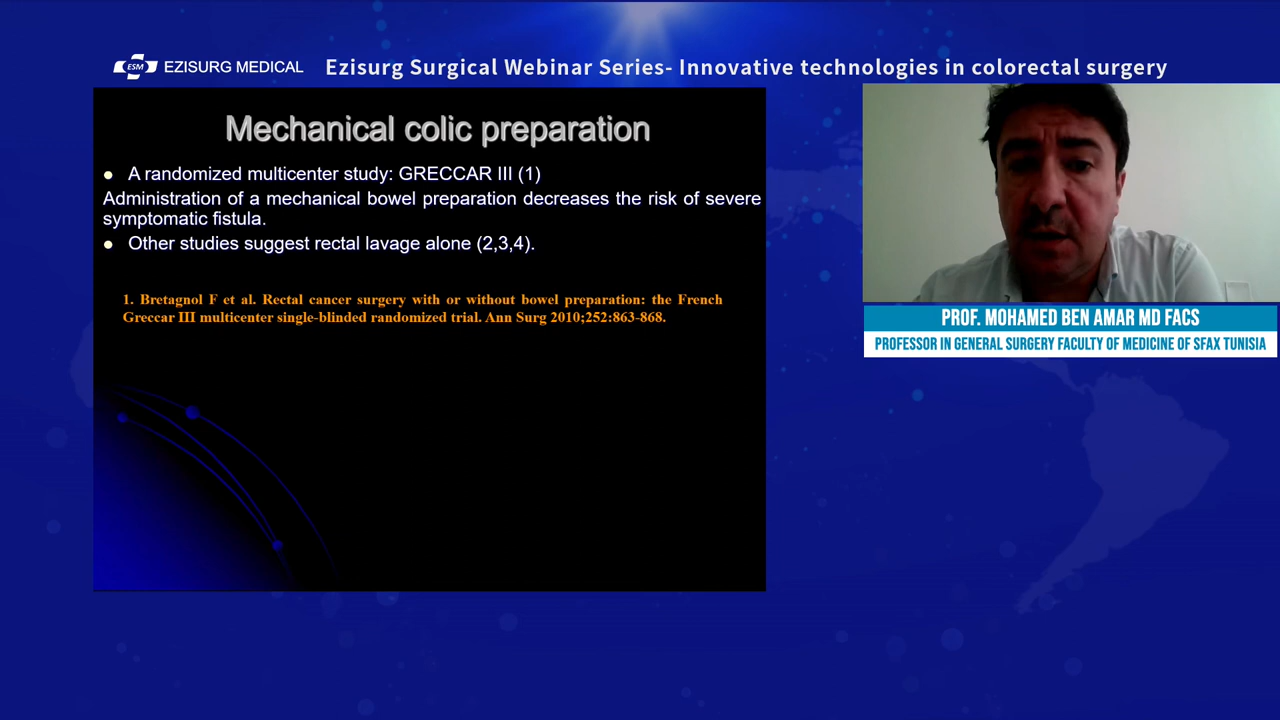 ESM EZISURG MEDICAL
Ezisurg Surgical Webinar Series- Innovative technologies in colorectal surgery
Mechanical colic preparation
● A randomized multicenter study: GRECCAR III (1)
Administration of a mechanical bowel preparation decreases the risk of severe
symptomatic fistula.
● Other studies suggest rectal lavage alone (2,3,4).
1. Bretagnol F et al. Rectal cancer surgery with or without bowel preparation: the French
Greccar III multicenter single-blinded randomized trial. Ann Surg 2010;252:863-868.
PROF. MOHAMED BEN AMAR MD FACS
PROFESSOR IN GENERAL SURGERY FACULTY OF MEDICINE OF SFAX TUNISIA